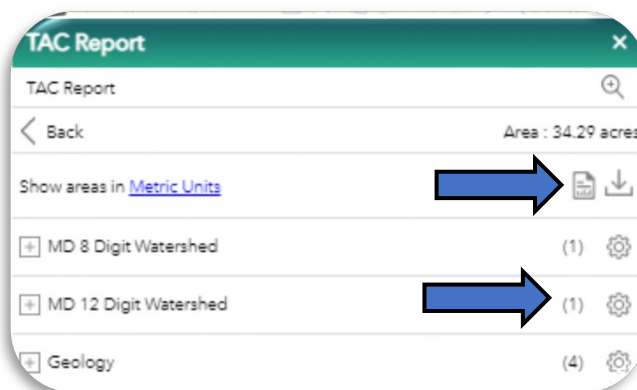 TAC Report
TAC Report
Back Area : 34.29 acres
Show areas in Metric Units
MD 8 Digit Watershed (1)
MD 12 Digit Watershed (1)
Geology (4)